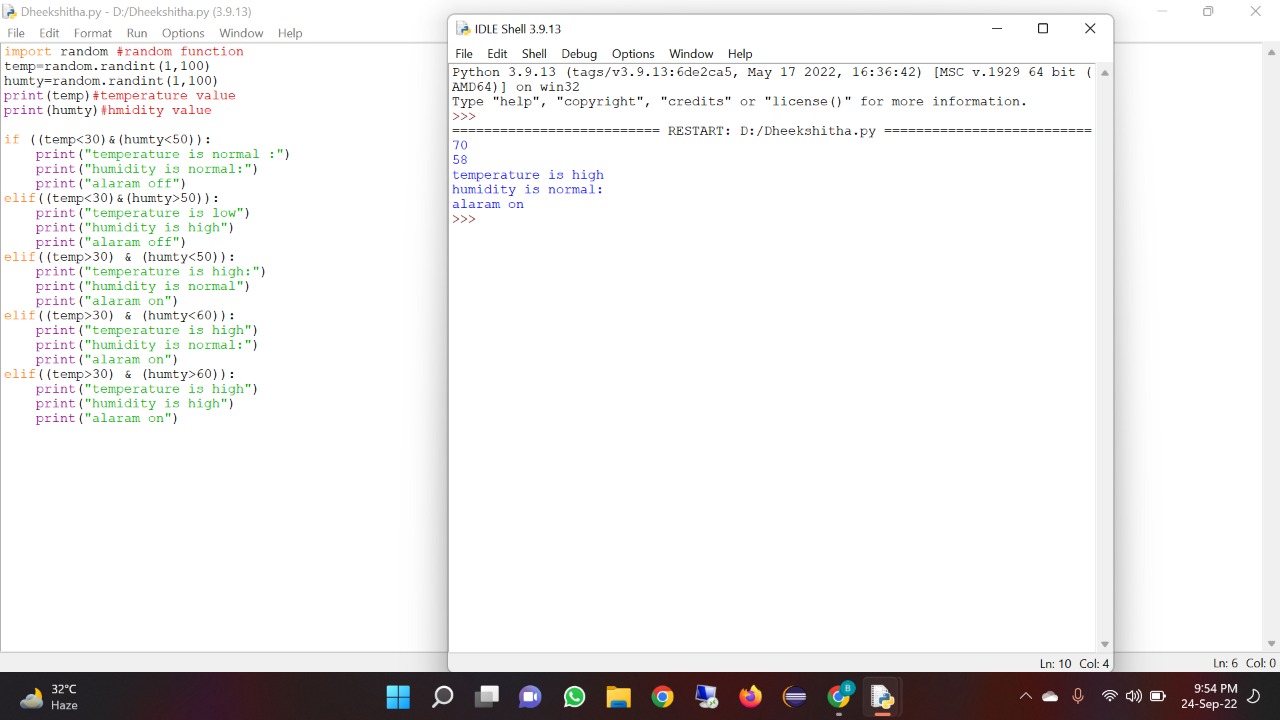 Dheekshitha.py - D:/Dheekshitha.py (3.9.13)
File Edit Format Run Options Window Help
import random #random function
temp=random.randint(1,100)
humty=random.randint(1,100)
print(temp)#temperature value
print(humty)#hmidity value
if ((temp<30)&(humty<50)):
    print("temperature is normal :")
    print("humidity is normal:")
    print("alaram off")
elif((temp<30)&(humty>50)):
    print("temperature is low")
    print("humidity is high")
    print("alaram off")
elif((temp>30) & (humty<50)):
    print("temperature is high:")
    print("humidity is normal")
    print("alaram on")
elif((temp>30) & (humty<60)):
    print("temperature is high")
    print("humidity is normal:")
    print("alaram on")
elif((temp>30) & (humty>60)):
    print("temperature is high")
    print("humidity is high")
    print("alaram on")
IDLE Shell 3.9.13
File Edit Shell Debug Options Window Help
Python 3.9.13 (tags/v3.9.13:6de2ca5, May 17 2022, 16:36:42) [MSC v.1929 64 bit (
AMD64)] on win32
Type "help", "copyright", "credits" or "license()" for more information.
>>>
========================== RESTART: D:/Dheekshitha.py ==========================
70
58
temperature is high
humidity is normal:
alaram on
>>>
Ln: 10 Col: 4
Ln: 6 Col: 0
32°C
Haze
B
9:54 PM
24-Sep-22